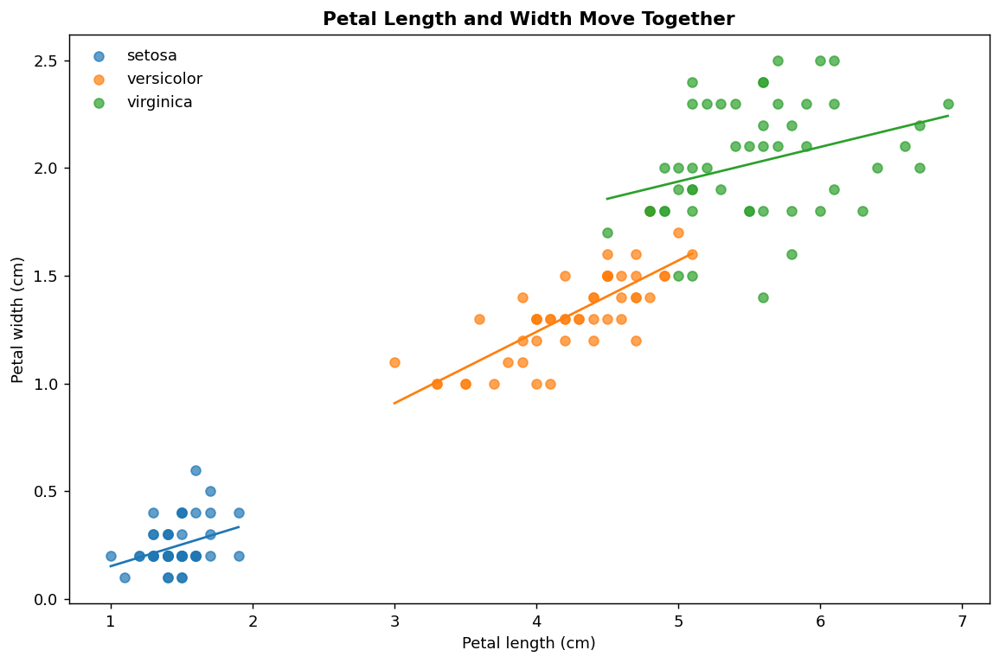 Petal Length and Width Move Together
setosa
versicolor
virginica
Petal width (cm)
2.5
2.0
1.5
1.0
0.5
0.0
1 2 3 4 5 6 7
Petal length (cm)